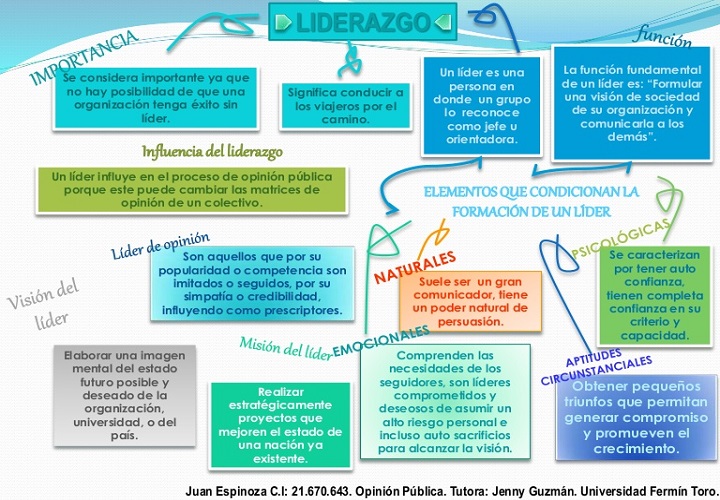 LIDERAZGO
IMPORTANCIA
Se considera importante ya que
no hay posibilidad de que una
organización tenga éxito sin
líder.
Significa conducir a
los viajeros por el
camino.
Un líder es una
persona en
donde un grupo
lo reconoce
como jefe u
orientadora.
función
La función fundamental
de un líder es: “Formular
una visión de sociedad
de su organización y
comunicarla a los
demás”.
Influencia del liderazgo
Un líder influye en el proceso de opinión pública
porque este puede cambiar las matrices de
opinión de un colectivo.
ELEMENTOS QUE CONDICIONAN LA
FORMACIÓN DE UN LÍDER
Líder de opinión
Son aquellos que por su
popularidad o competencia son
imitados o seguidos, por su
simpatía o credibilidad,
influyendo como prescriptores.
NATURALES
Suele ser un gran
comunicador, tiene
un poder natural de
persuasión.
PSICOLÓGICAS
Se caracterizan
por tener auto
confianza,
tienen completa
confianza en su
criterio y
capacidad.
Visión del
líder
Elaborar una imagen
mental del estado
futuro posible y
deseado de la
organización,
universidad, o del
país.
Misión del líder
Realizar
estratégicamente
proyectos que
mejoren el estado de
una nación ya
existente.
EMOCIONALES
Comprenden las
necesidades de los
seguidores, son líderes
comprometidos y
deseosos de asumir un
alto riesgo personal e
incluso auto sacrificios
para alcanzar la visión.
APTITUDES
CIRCUNSTANCIALES
Obtener pequeños
triunfos que permitan
generar compromiso
y promueven el
crecimiento.
Juan Espinoza C.I: 21.670.643. Opinión Pública. Tutora: Jenny Guzmán. Universidad Fermín Toro.